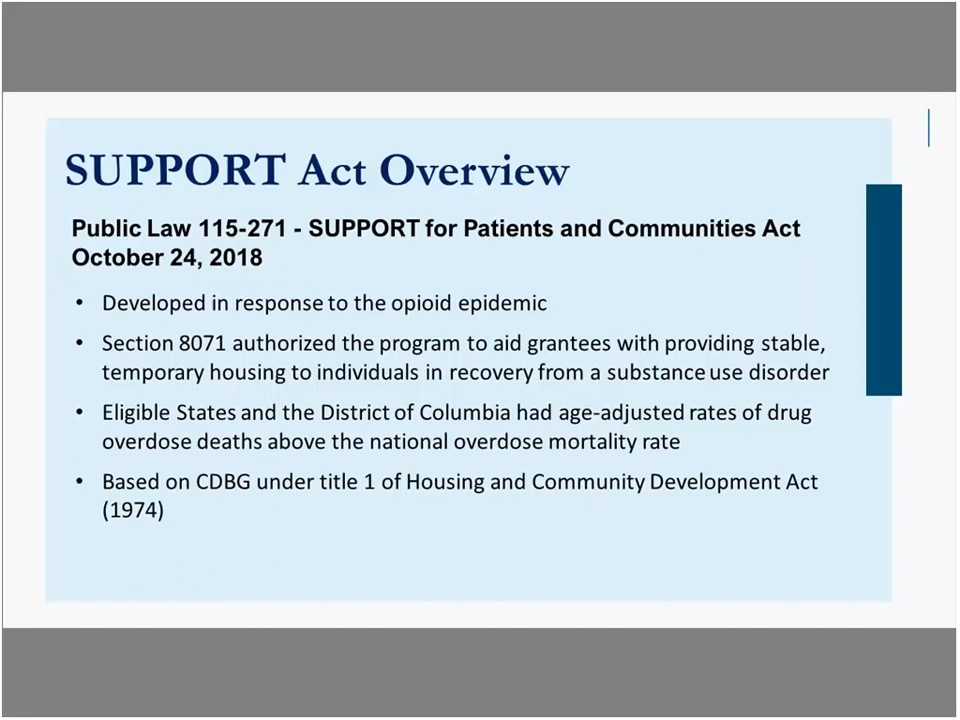 SUPPORT Act Overview
Public Law 115-271 - SUPPORT for Patients and Communities Act
October 24, 2018
• Developed in response to the opioid epidemic
• Section 8071 authorized the program to aid grantees with providing stable,
temporary housing to individuals in recovery from a substance use disorder
• Eligible States and the District of Columbia had age-adjusted rates of drug
overdose deaths above the national overdose mortality rate
• Based on CDBG under title 1 of Housing and Community Development Act
(1974)